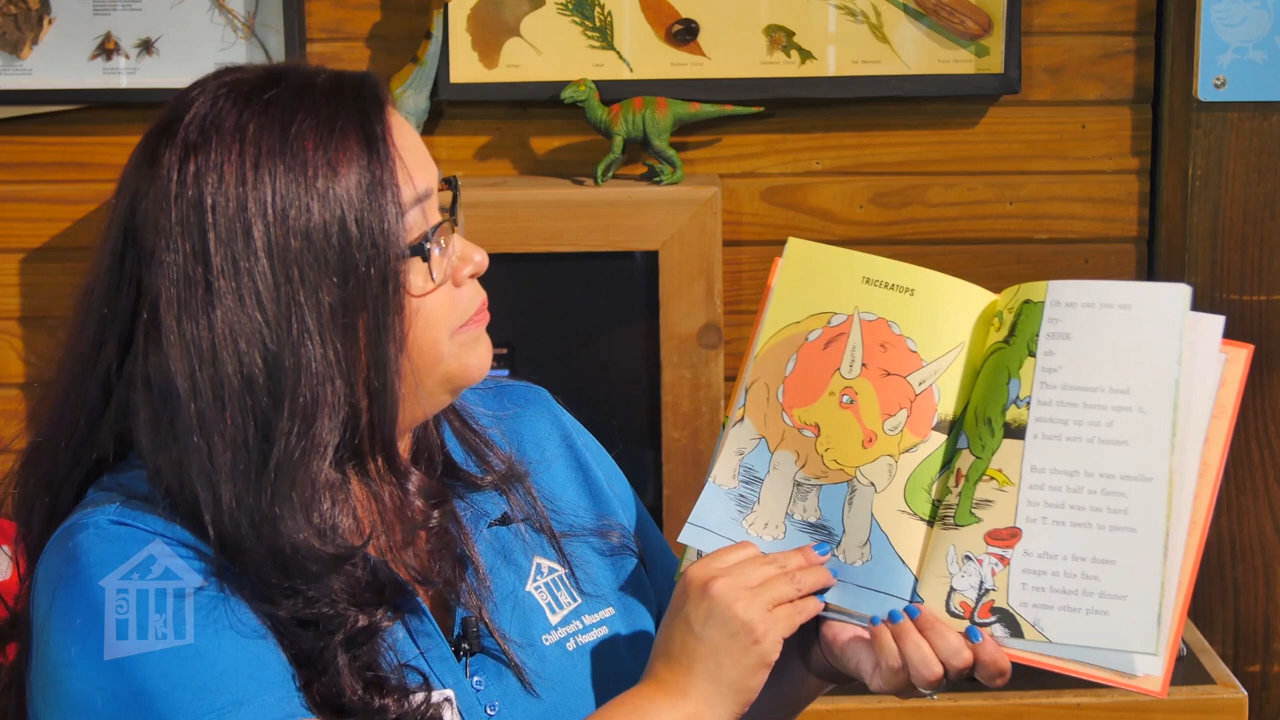 TRICERATOPS
Oh say can you say
try-
SEHR-
uh-
tops?
This dinosaur's head
had three horns upon it,
sticking up out of
a hard sort of bonnet.
But though he was smaller
and not half as fierce,
his head was too hard
for T. rex teeth to pierce.
So after a few dozen
snaps at his face,
T. rex looked for dinner
in some other place.
Children's Museum
of Houston